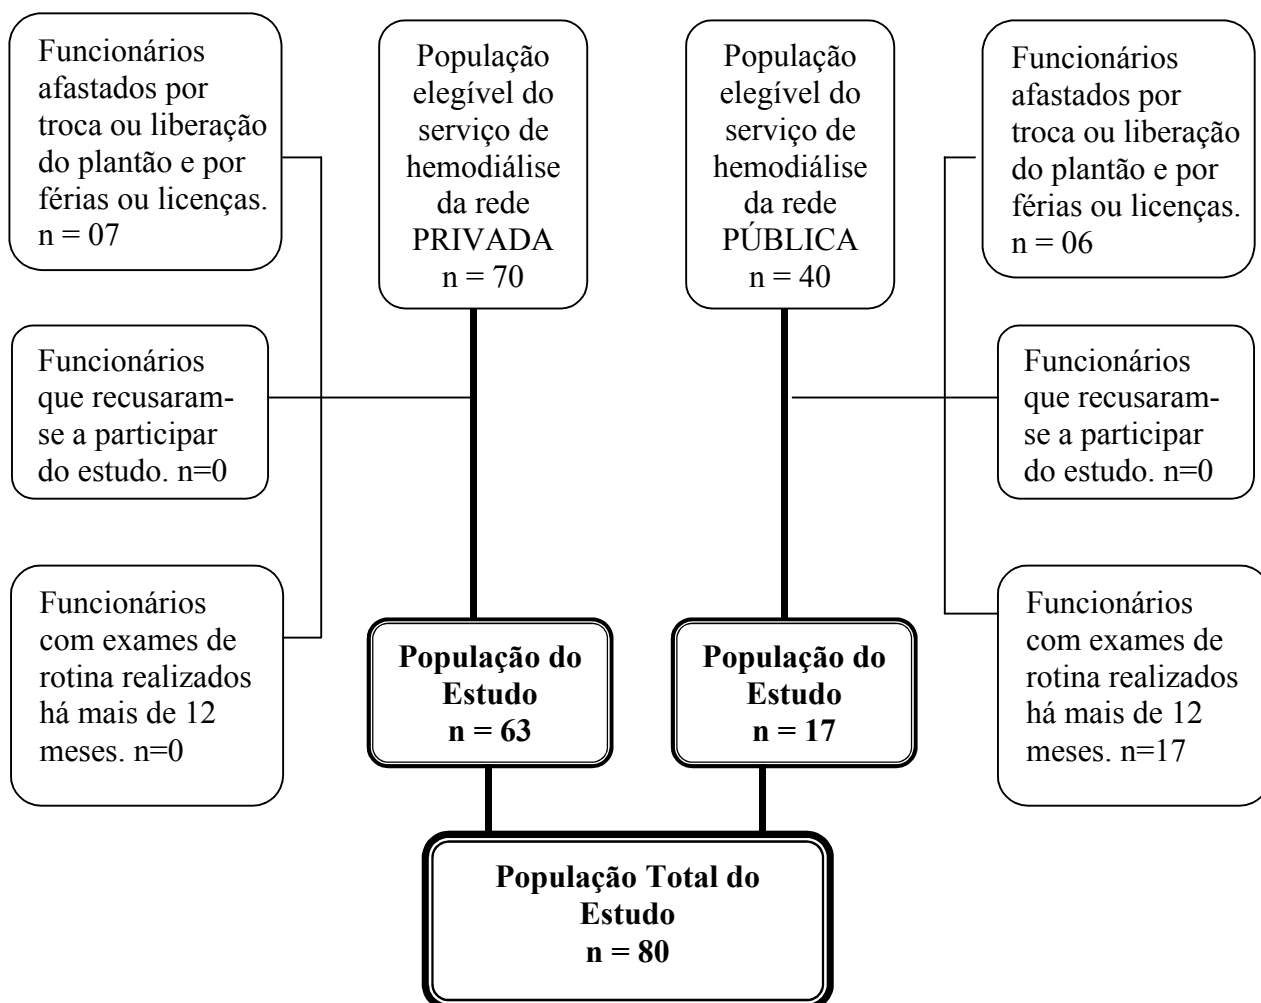 Funcionários
afastados por
troca ou liberação
do plantão e por
férias ou licenças.
n = 07
População
elegível do
serviço de
hemodiálise
da rede
PRIVADA
n = 70
População
elegível do
serviço de
hemodiálise
da rede
PÚBLICA
n = 40
Funcionários
afastados por
troca ou liberação
do plantão e por
férias ou licenças.
n = 06
Funcionários
que recusaram-
se a participar
do estudo. n=0
Funcionários
que recusaram-
se a participar
do estudo. n=0
Funcionários
com exames de
rotina realizados
há mais de 12
meses. n=0
População do
Estudo
n = 63
População do
Estudo
n = 17
Funcionários
com exames de
rotina realizados
há mais de 12
meses. n=17
População Total do
Estudo
n = 80